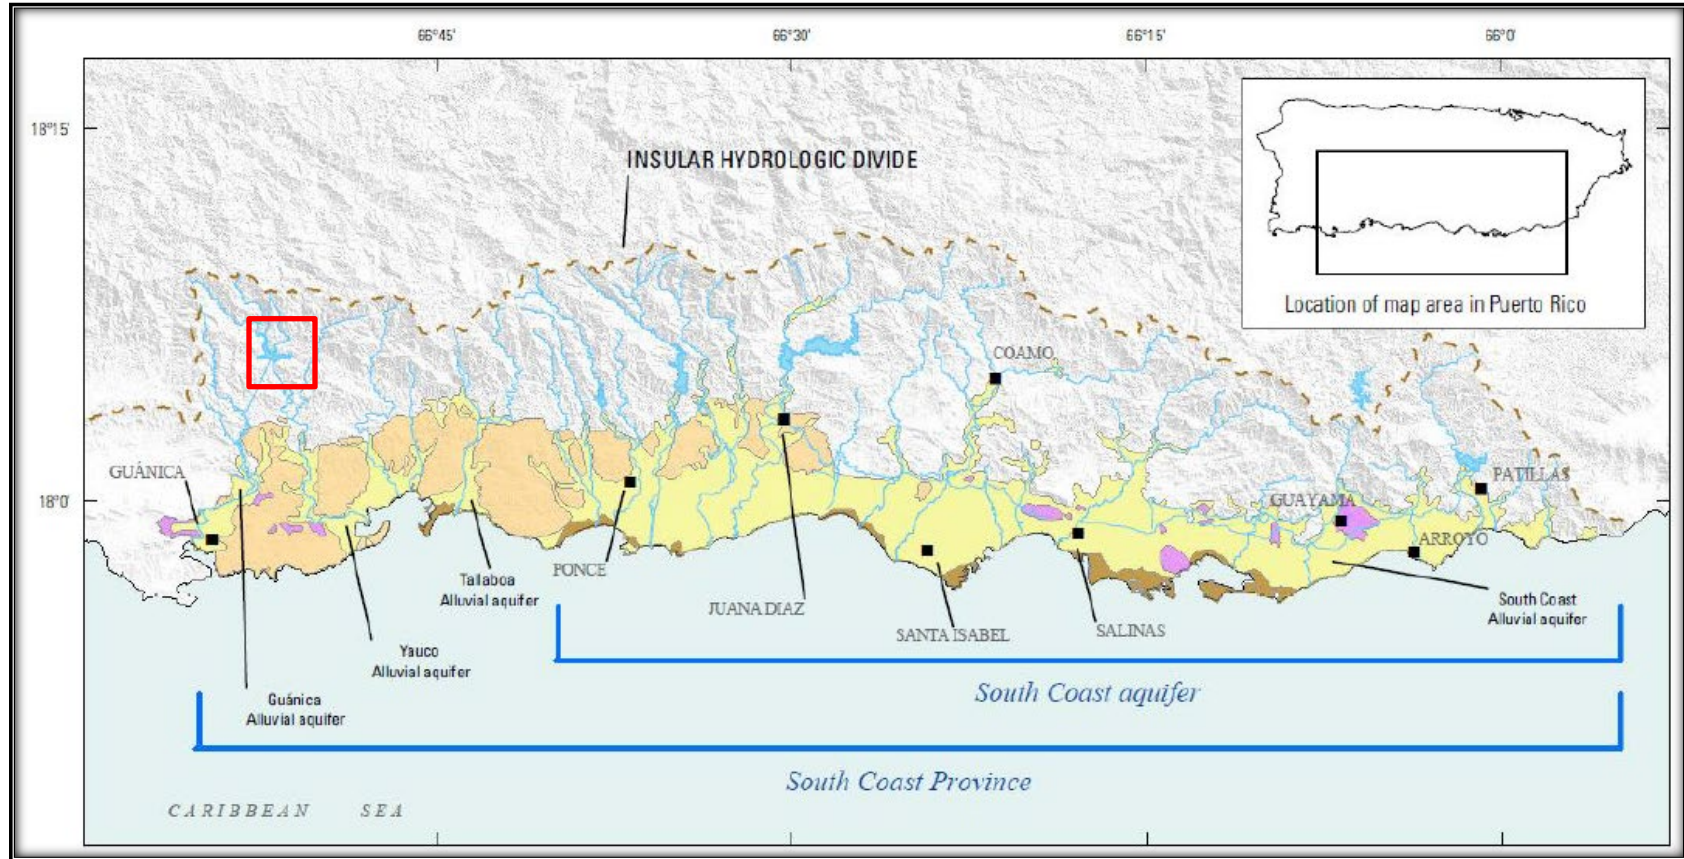 66°45'
66°30'
66°15'
66°0'
18°15'
INSULAR HYDROLOGIC DIVIDE
Location of map area in Puerto Rico
COAMO
GUÁNICA
PATILLAS
18°0'
GUAYAMA
ARROYO
PONCE
Tallaboa
Alluvial aquifer
JUANA DIAZ
SANTA ISABEL
SALINAS
South Coast
Alluvial aquifer
Yauco
Alluvial aquifer
Guánica
Alluvial aquifer
South Coast aquifer
South Coast Province
CARIBBEAN SEA